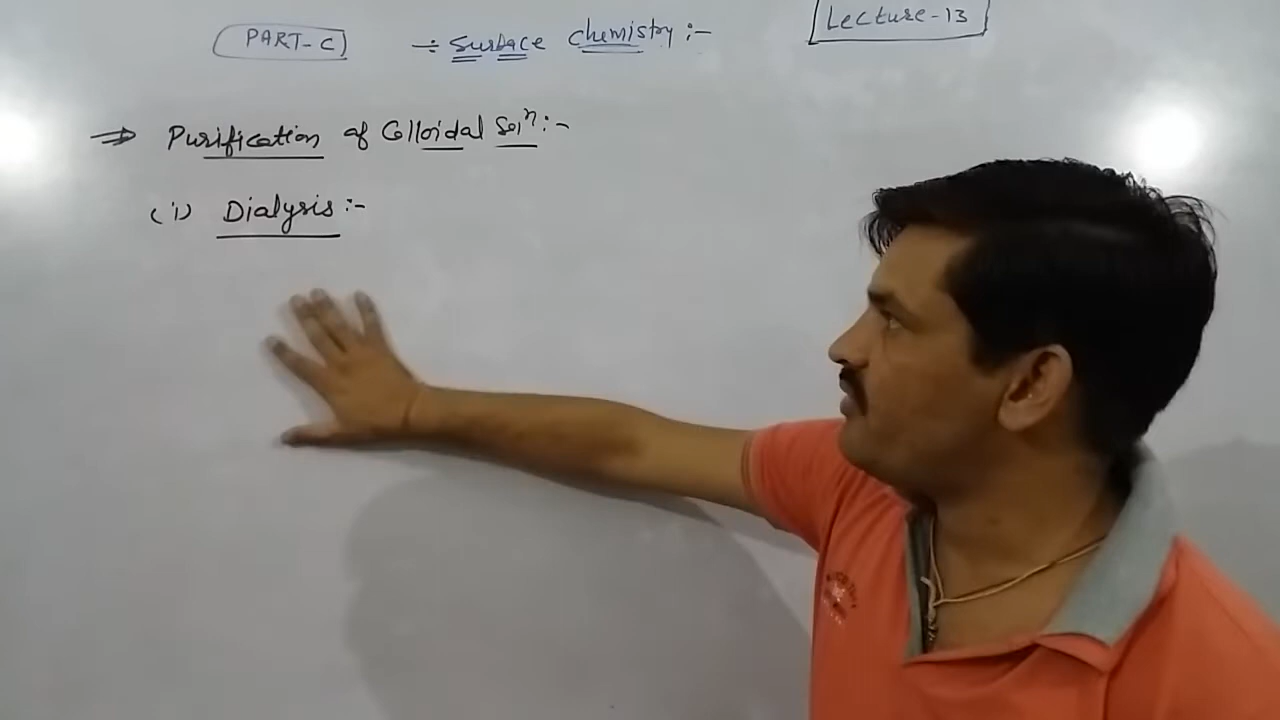 PART-C ÷ Surface chemistry :- Lecture-13
⇒ Purification of Colloidal Solⁿ :-
(i) Dialysis :-